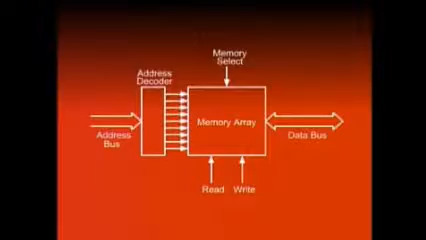 Memory
Select
Address
Decoder
Memory Array
Address
Bus
Data Bus
Read
Write